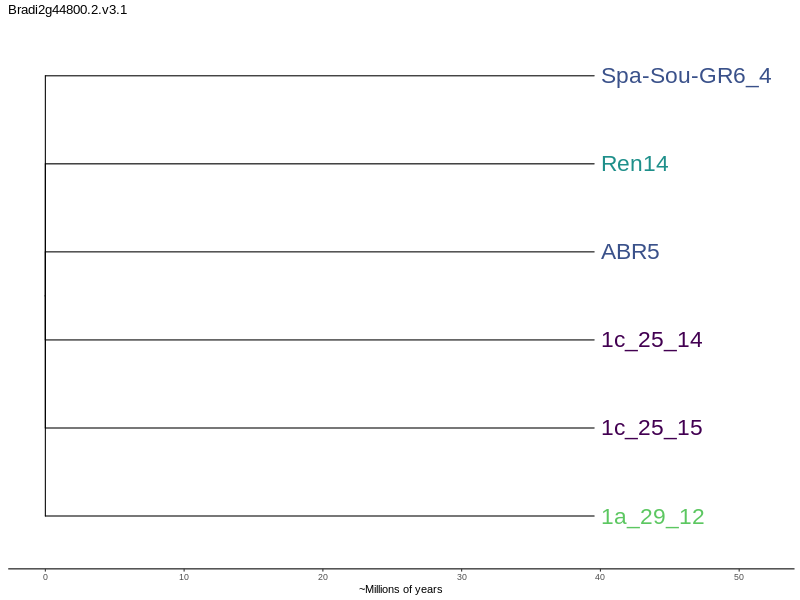 Bradi2g44800.2.v3.1
Spa-Sou-GR6_4
Ren14
ABR5
1c_25_14
1c_25_15
1a_29_12
0 10 20 30 40 50
~Millions of years